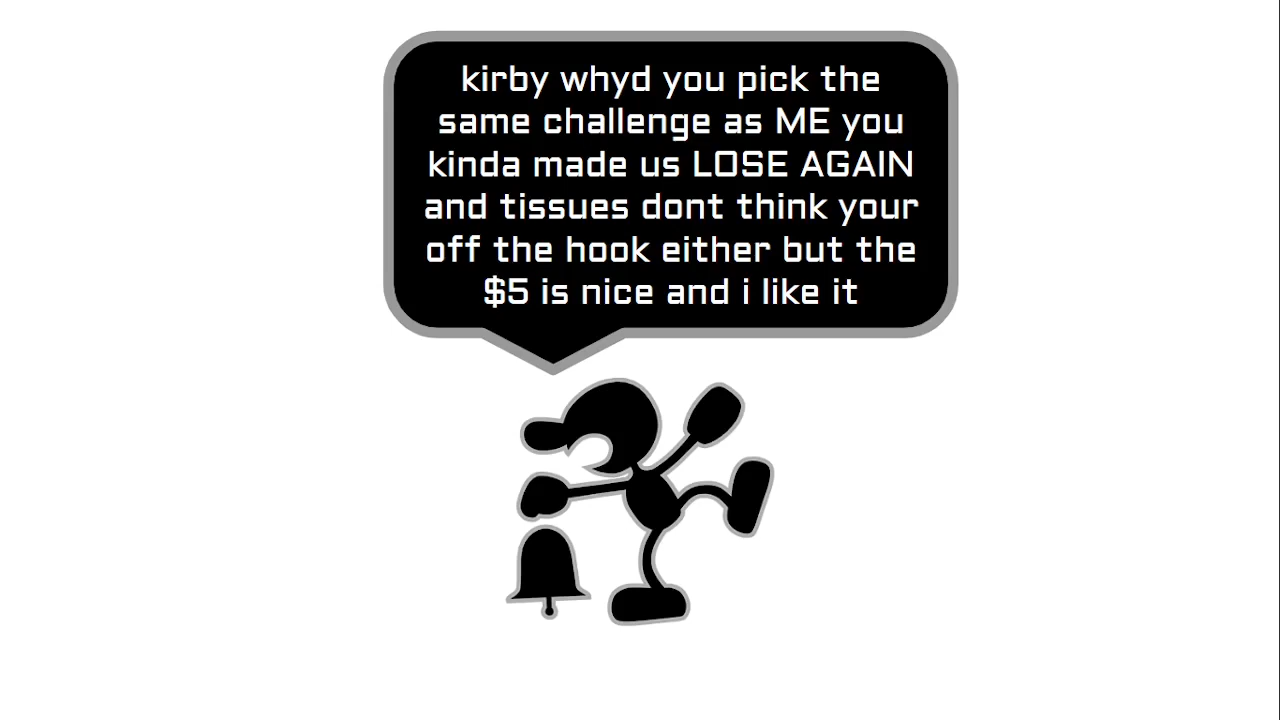 kirby whyd you pick the
same challenge as ME you
kinda made us LOSE AGAIN
and tissues dont think your
off the hook either but the
$5 is nice and i like it